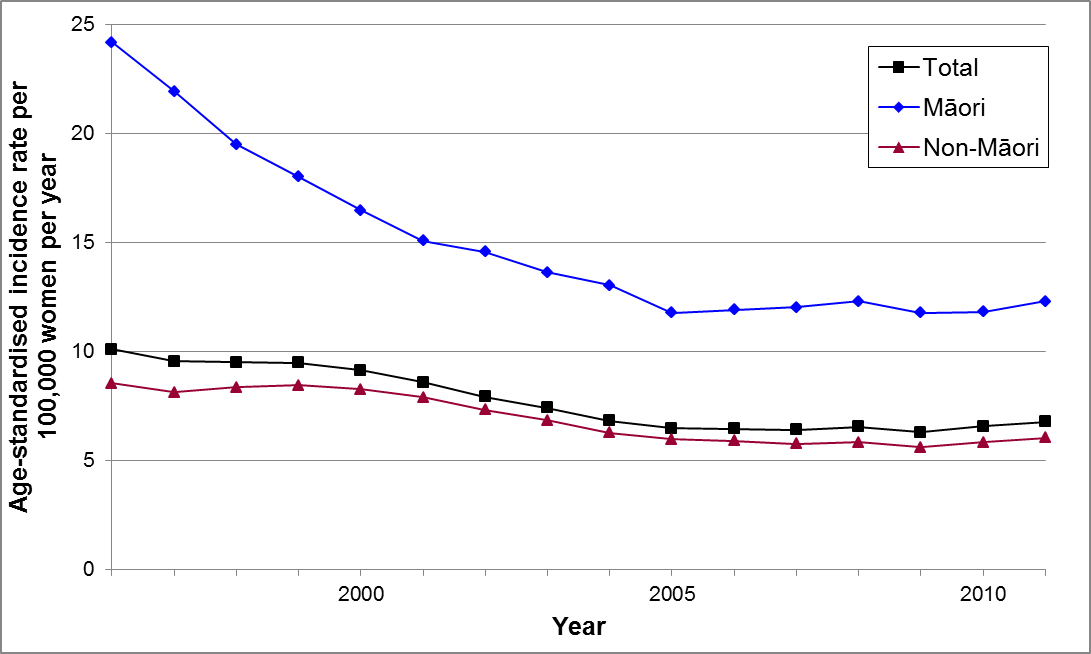 Age-standardised incidence rate per
100,000 women per year
25
20
15
10
5
0
Total
Māori
Non-Māori
2000
2005
2010
Year